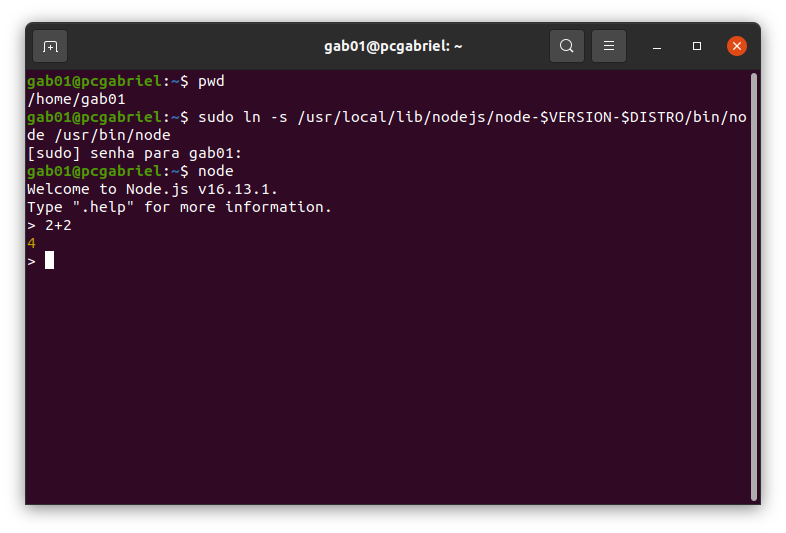 gab01@pcgabriel: ~
gab01@pcgabriel:~$ pwd
/home/gab01
gab01@pcgabriel:~$ sudo ln -s /usr/local/lib/nodejs/node-$VERSION-$DISTRO/bin/no
de /usr/bin/node
[sudo] senha para gab01:
gab01@pcgabriel:~$ node
Welcome to Node.js v16.13.1.
Type ".help" for more information.
> 2+2
4
>